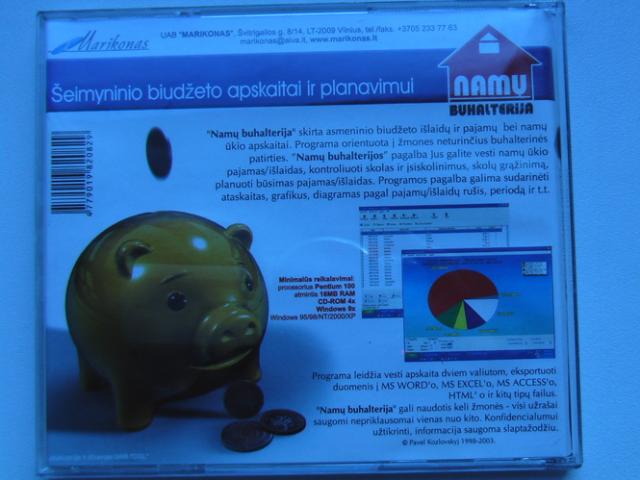 Marikonas
UAB "MARIKONAS", Švitrigailos g. 8/14, LT-2009 Vilnius, tel./faks. +3705 233 77 63
marikonas@aiva.lt, www.marikonas.lt
Šeimyninio biudžeto apskaitai ir planavimui
NAMŲ
BUHALTERIJA
"Namų buhalterija" skirta asmeninio biudžeto išlaidų ir pajamų bei namų
ūkio apskaitai. Programa orientuota į žmones neturinčius buhalterinės
patirties. "Namų buhalterijos" pagalba Jus galite vesti namų ūkio
pajamas/išlaidas, kontroliuoti skolas ir įsiskolinimus, skolų grąžinimą,
planuoti būsimas pajamas/išlaidas. Programos pagalba galima sudarinėti
ataskaitas, grafikus, diagramas pagal pajamų/išlaidų rušis, periodą ir t.t.
4779019820829
Minimalūs reikalavimai:
procesorius Pentium 100
atmintis 16MB RAM
CD-ROM 4x
Windows 9x
Windows 95/98/NT/2000/XP
Programa leidžia vesti apskaita dviem valiutom, eksportuoti
duomenis į MS WORD'o, MS EXCEL'o, MS ACCESS'o,
HTML'o ir kitų tipų failus.
"Namų buhalterija" gali naudotis keli žmonės - visi užrašai
saugomi nepriklausomai vienas nuo kito. Konfidencialumui
užtikrinti, informacija saugoma slaptažodžiu.
© Pavel Kozlovskyj 1998-2003.